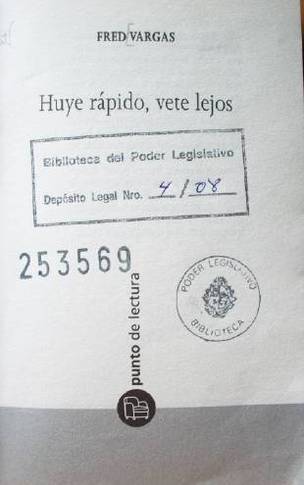 FRED VARGAS
Huye rápido, vete lejos
Biblioteca del Poder Legislativo
Depósito Legal Nro. 4/08
253569
PODER LEGISLATIVO
BIBLIOTECA
punto de lectura